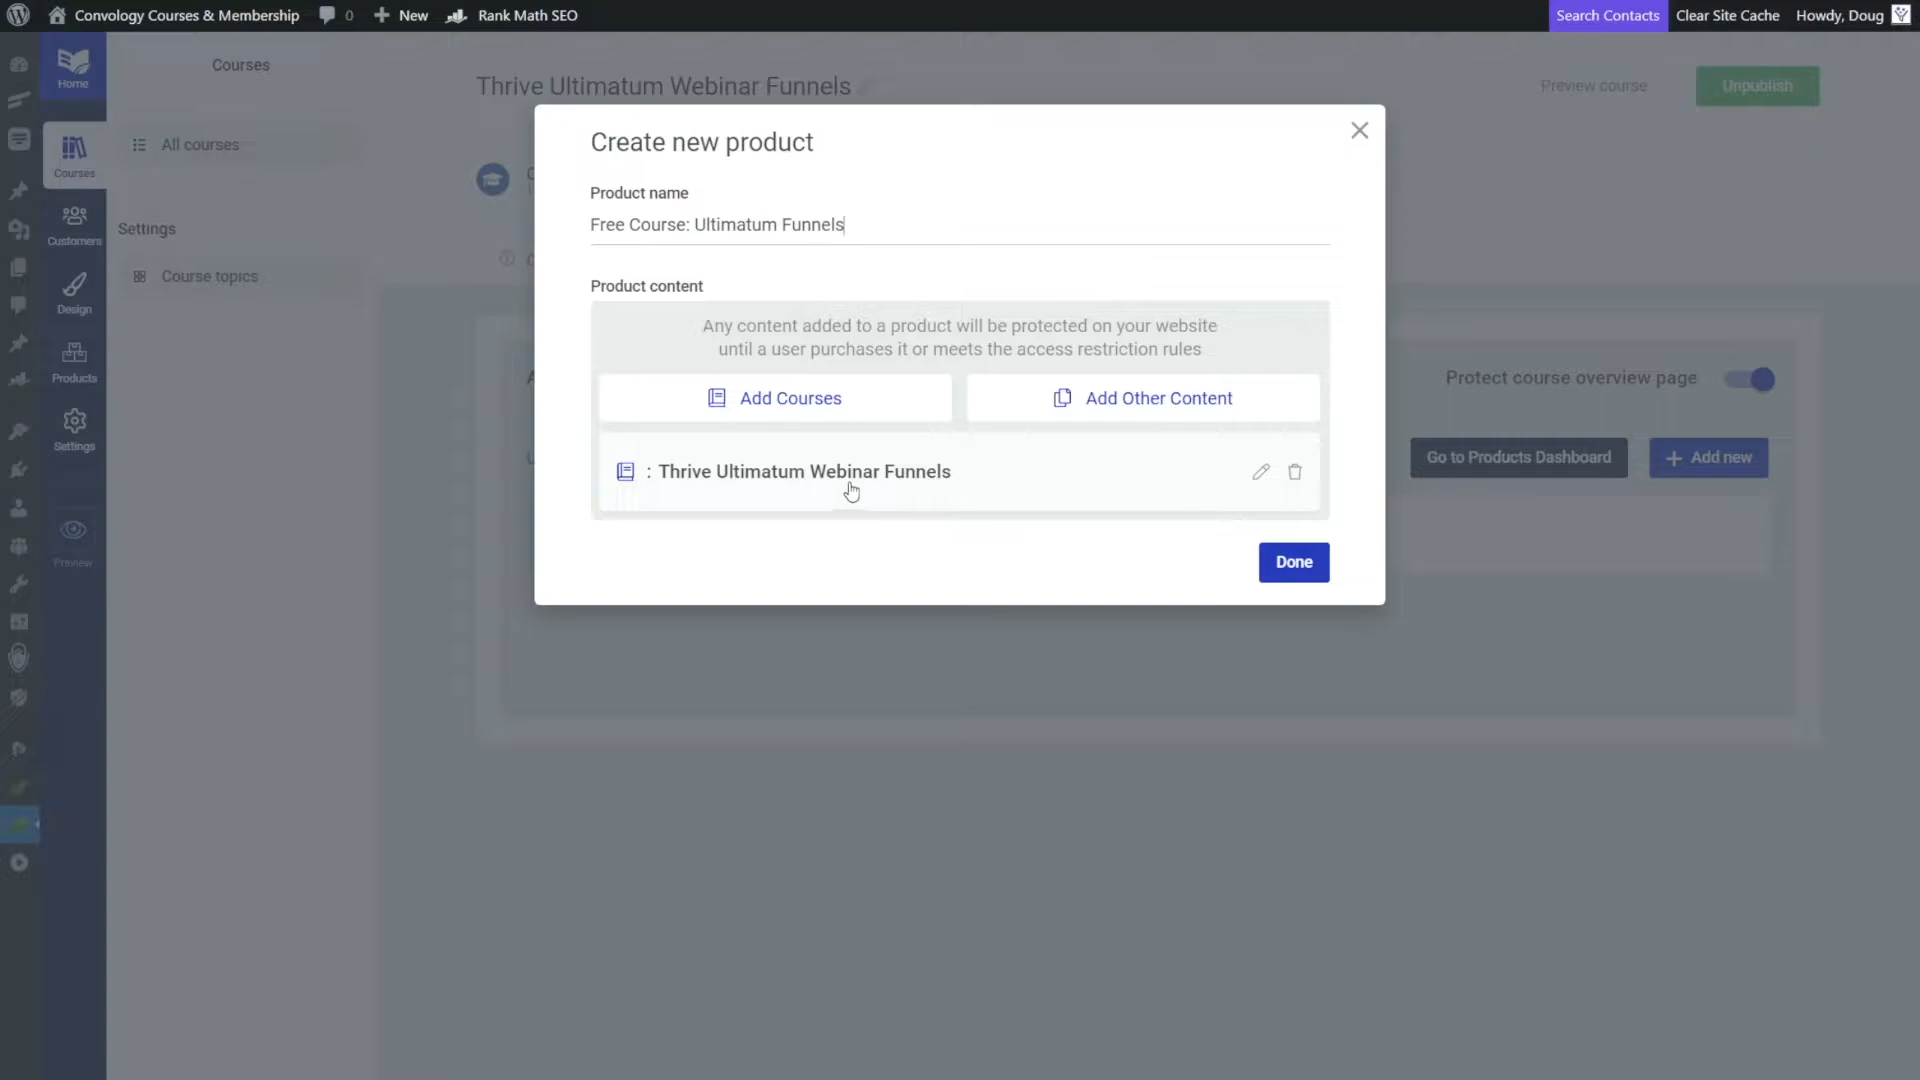 Convology Courses & Membership
0
New
Rank Math SEO
Search Contacts
Clear Site Cache
Howdy, Doug
Home
Courses
Customers
Design
Products
Settings
Preview
Courses
All courses
Settings
Course topics
Thrive Ultimatum Webinar Funnels
Preview course
Unpublish
Create new product
Product name
Free Course: Ultimatum Funnels
Product content
Any content added to a product will be protected on your website
until a user purchases it or meets the access restriction rules
Add Courses
Add Other Content
: Thrive Ultimatum Webinar Funnels
Done
Protect course overview page
Go to Products Dashboard
+ Add new